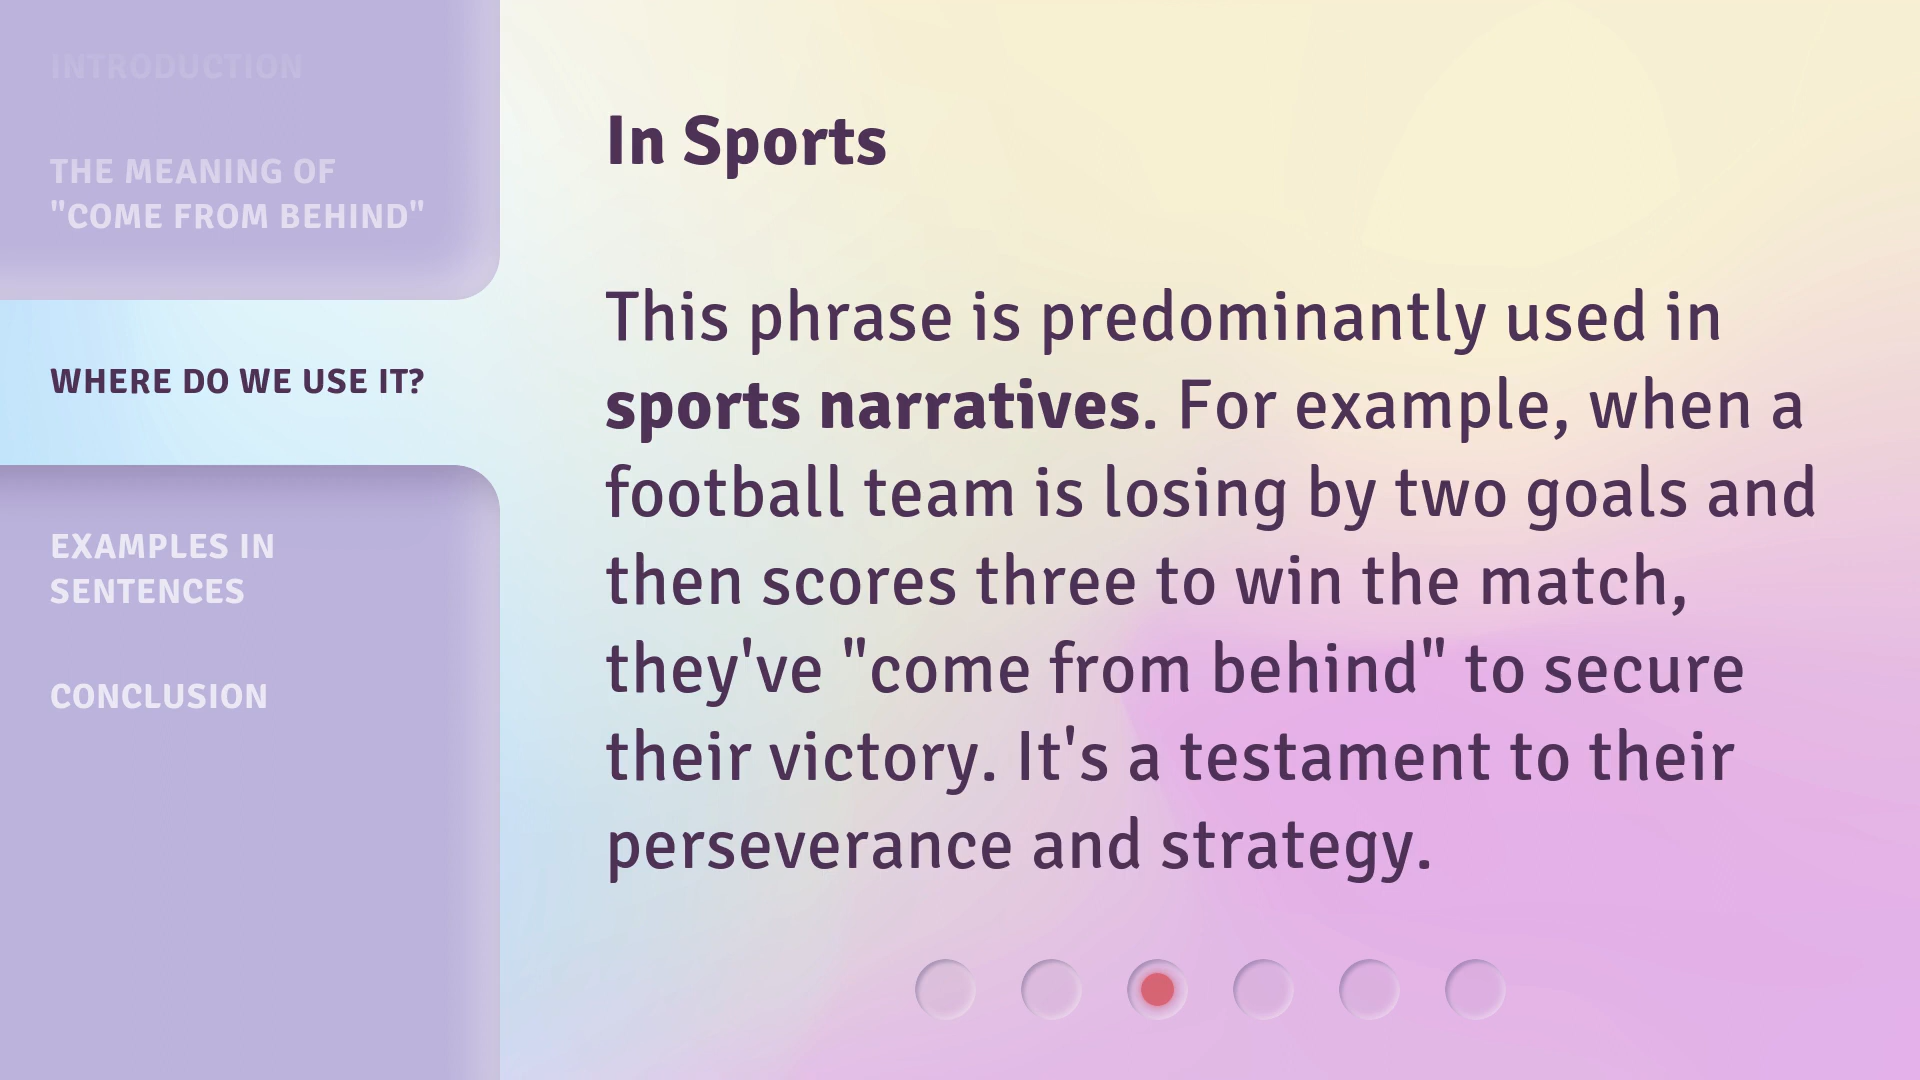 INTRODUCTION
THE MEANING OF
"COME FROM BEHIND"
WHERE DO WE USE IT?
EXAMPLES IN
SENTENCES
CONCLUSION
In Sports
This phrase is predominantly used in
sports narratives. For example, when a
football team is losing by two goals and
then scores three to win the match,
they've "come from behind" to secure
their victory. It's a testament to their
perseverance and strategy.